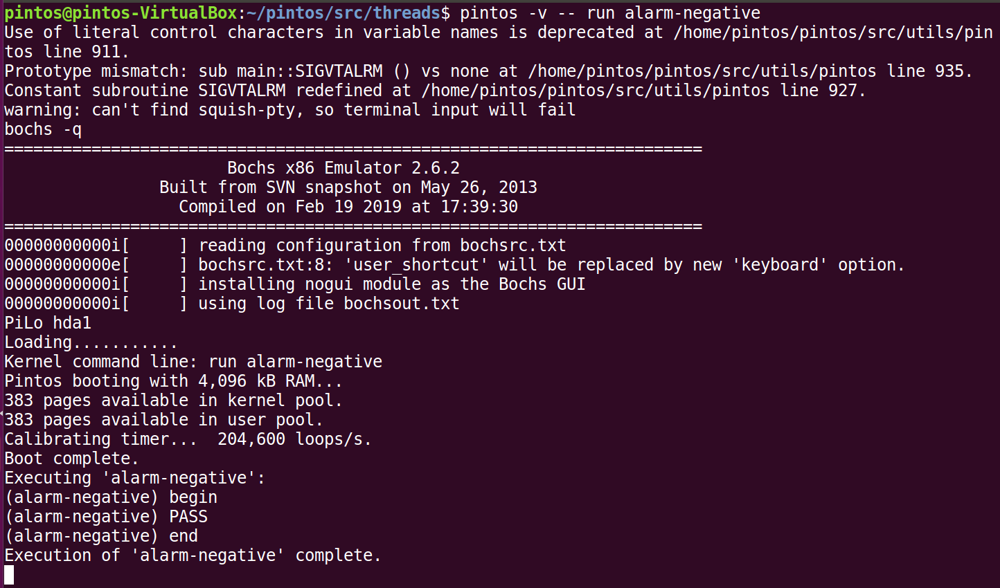 pintos@pintos-VirtualBox:~/pintos/src/threads$ pintos -v -- run alarm-negative
Use of literal control characters in variable names is deprecated at /home/pintos/pintos/src/utils/pin
tos line 911.
Prototype mismatch: sub main::SIGVTALRM () vs none at /home/pintos/pintos/src/utils/pintos line 935.
Constant subroutine SIGVTALRM redefined at /home/pintos/pintos/src/utils/pintos line 927.
warning: can't find squish-pty, so terminal input will fail
bochs -q
========================================================================
                       Bochs x86 Emulator 2.6.2
                Built from SVN snapshot on May 26, 2013
                  Compiled on Feb 19 2019 at 17:39:30
========================================================================
00000000000i[     ] reading configuration from bochsrc.txt
00000000000e[     ] bochsrc.txt:8: 'user_shortcut' will be replaced by new 'keyboard' option.
00000000000i[     ] installing nogui module as the Bochs GUI
00000000000i[     ] using log file bochsout.txt
PiLo hda1
Loading...........
Kernel command line: run alarm-negative
Pintos booting with 4,096 kB RAM...
383 pages available in kernel pool.
383 pages available in user pool.
Calibrating timer...  204,600 loops/s.
Boot complete.
Executing 'alarm-negative':
(alarm-negative) begin
(alarm-negative) PASS
(alarm-negative) end
Execution of 'alarm-negative' complete.